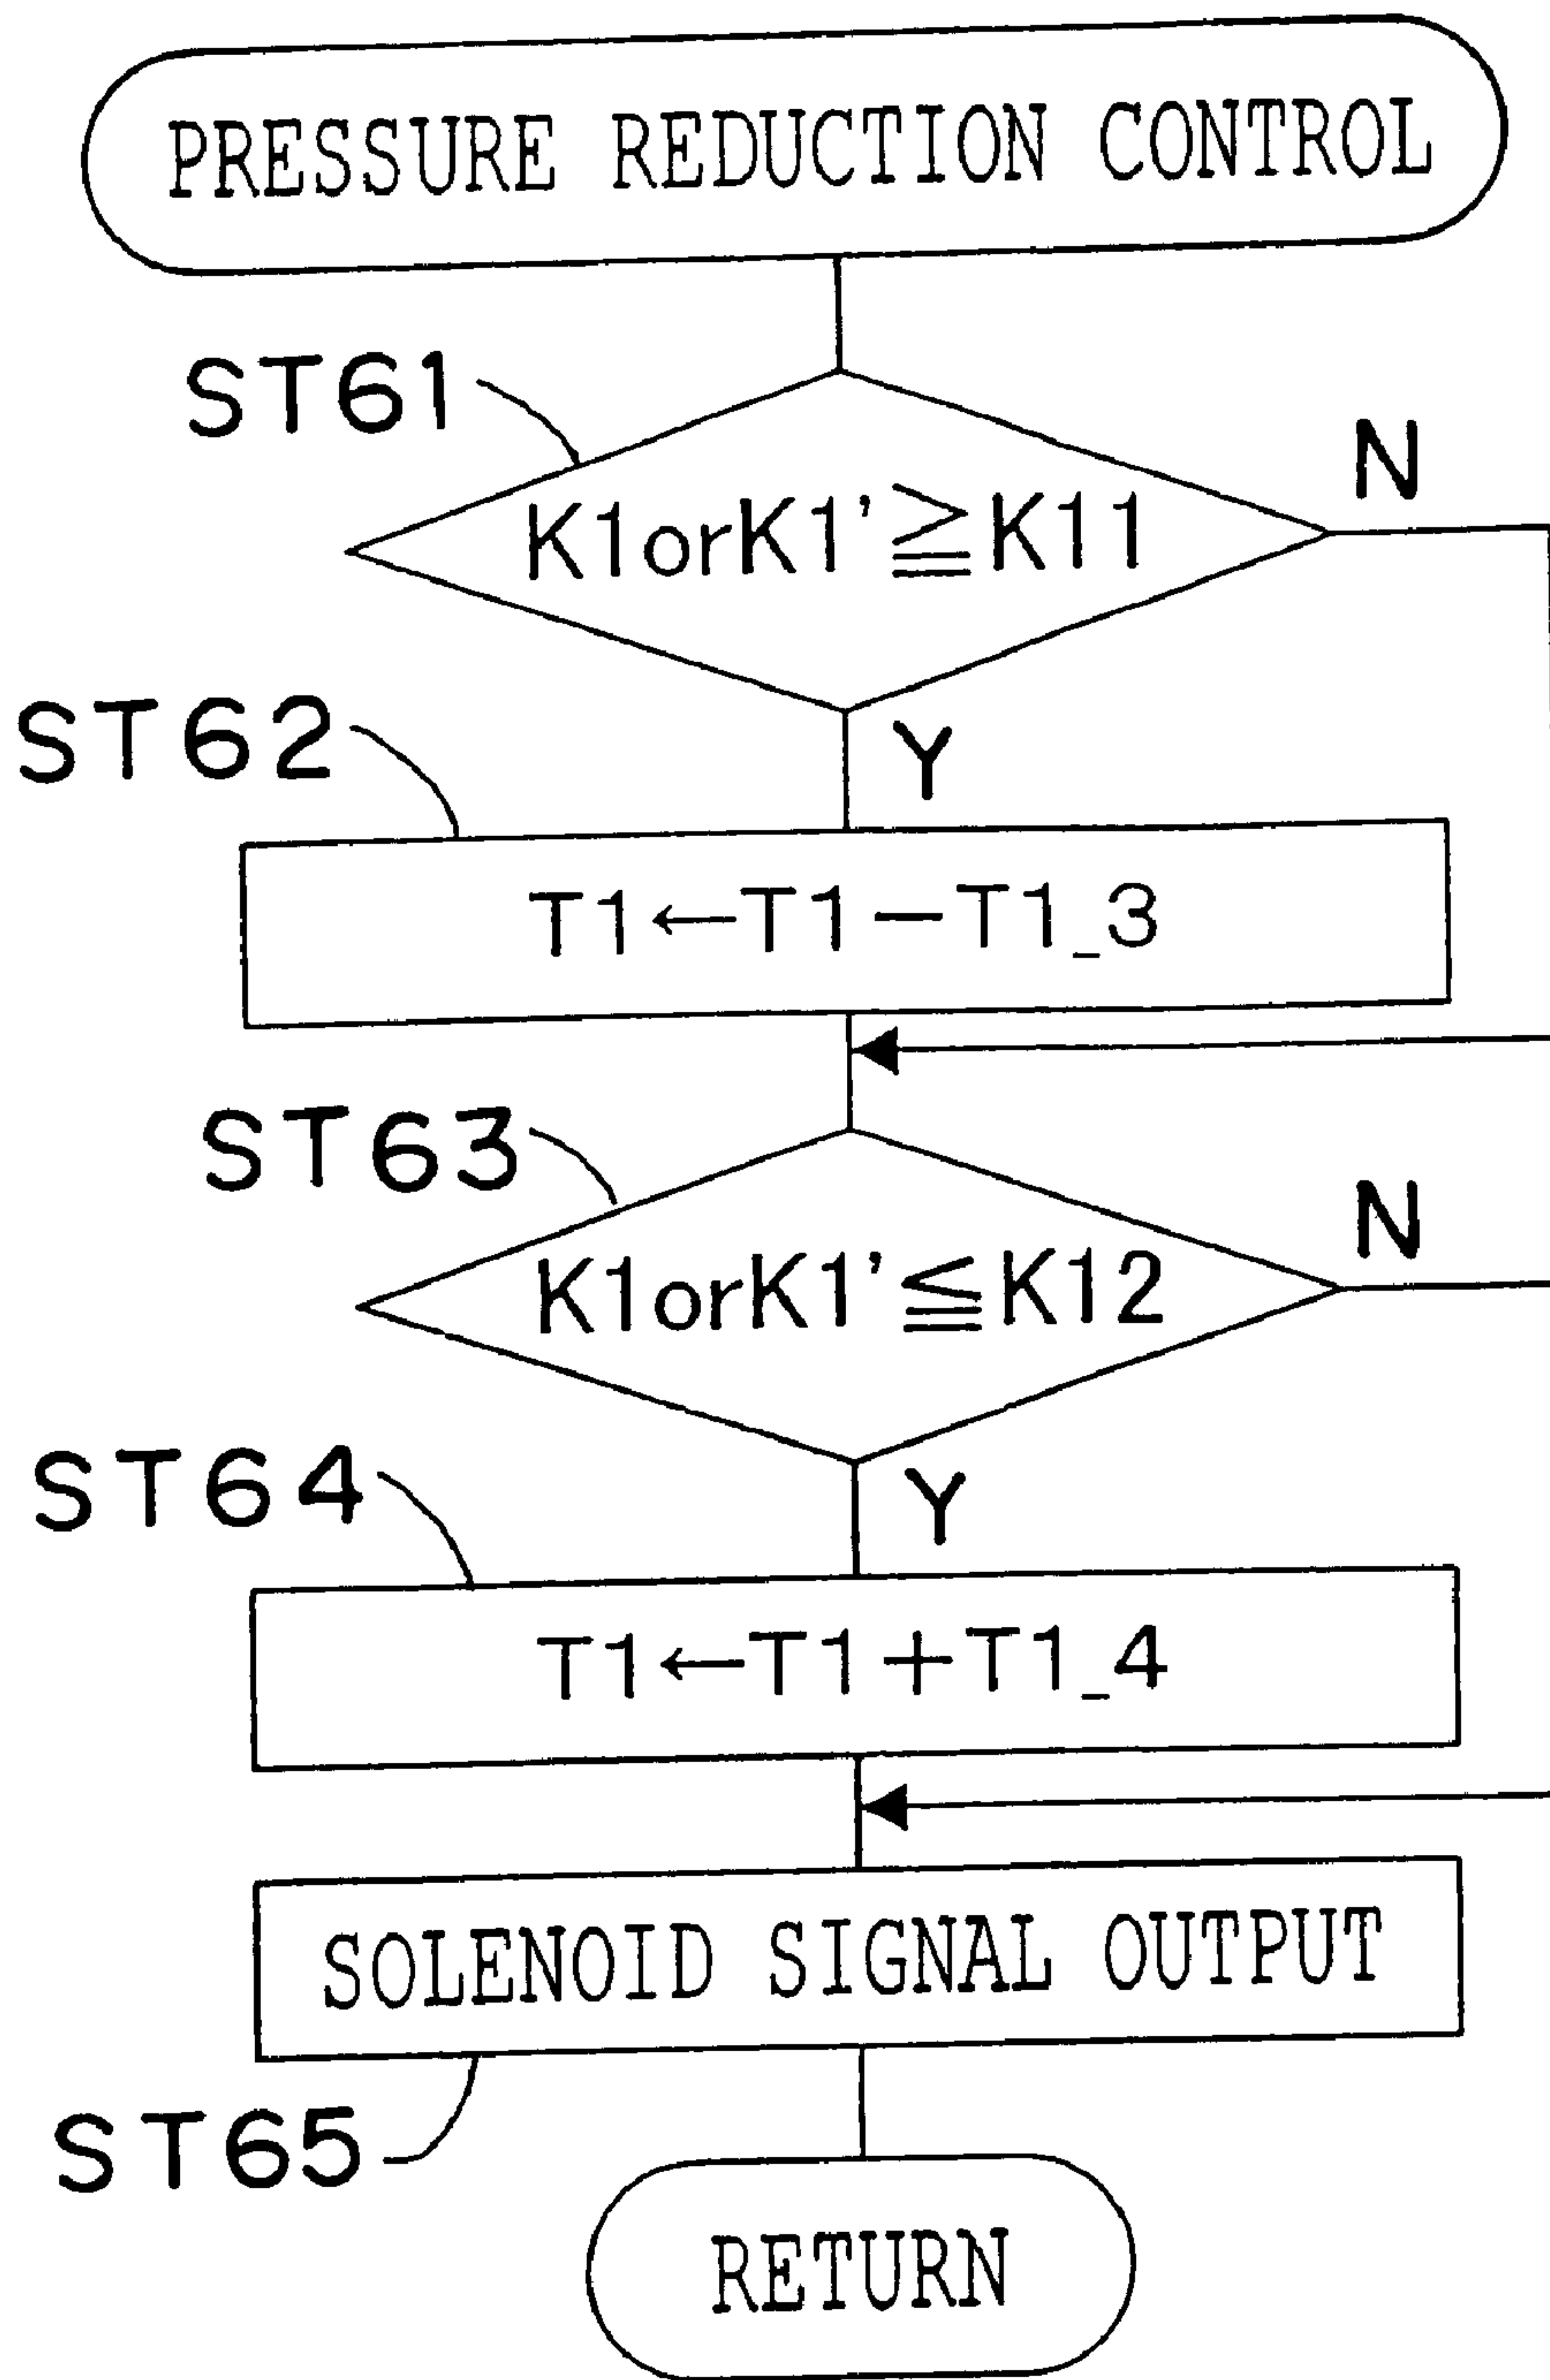 PRESSURE REDUCTION CONTROL
ST61
K1orK1'≧K11
N
Y
ST62
T1←T1−T1_3
ST63
K1orK1'≦K12
N
Y
ST64
T1←T1+T1_4
SOLENOID SIGNAL OUTPUT
ST65
RETURN